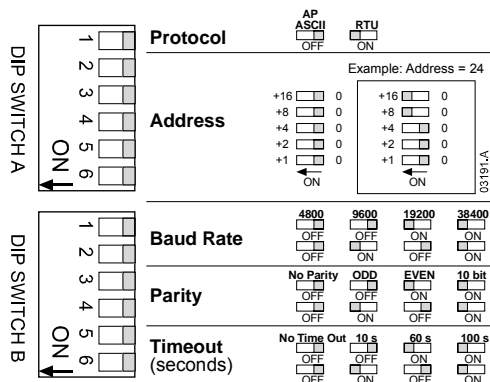 DIP SWITCH A
1
2
3
4
5
6
ON
Protocol
AP
ASCII RTU
OFF ON
Address
+16 0
+8 0
+4 0
+2 0
+1 0
ON
Example: Address = 24
+16 0
+8 0
+4 0
+2 0
+1 0
ON
03191-A
DIP SWITCH B
1
2
3
4
5
6
ON
Baud Rate
4800 9600 19200 38400
OFF OFF ON ON
OFF ON OFF ON
Parity
No Parity ODD EVEN 10 bit
OFF OFF ON ON
OFF ON OFF ON
Timeout
(seconds)
No Time Out 10 s 60 s 100 s
OFF OFF ON ON
OFF ON OFF ON